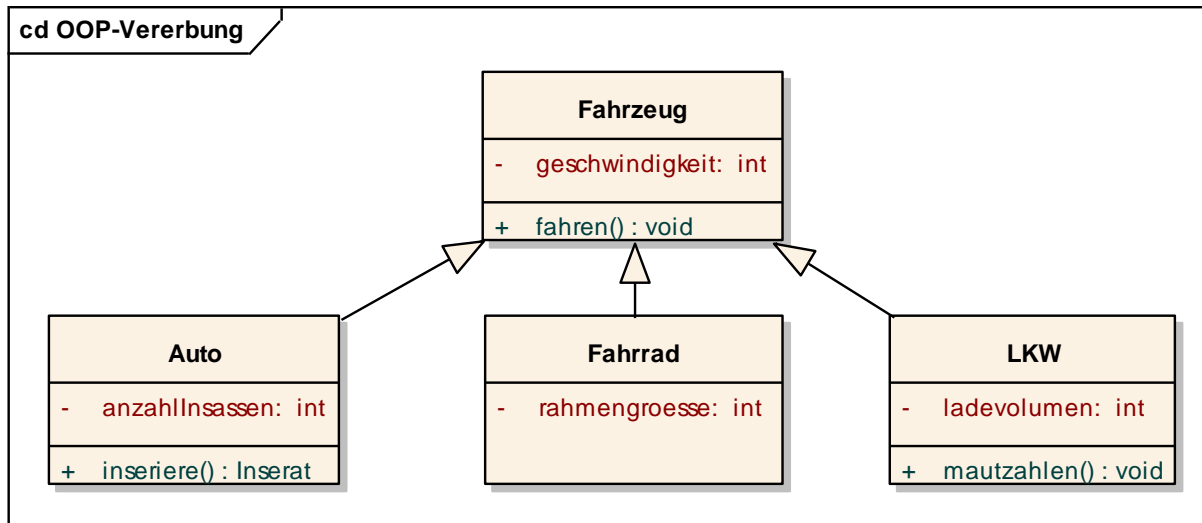 cd OOP-Vererbung
Fahrzeug
- geschwindigkeit: int
+ fahren() : void
Auto
- anzahlInsassen: int
+ inseriere() : Inserat
Fahrrad
- rahmengroesse: int
LKW
- ladevolumen: int
+ mautzahlen() : void